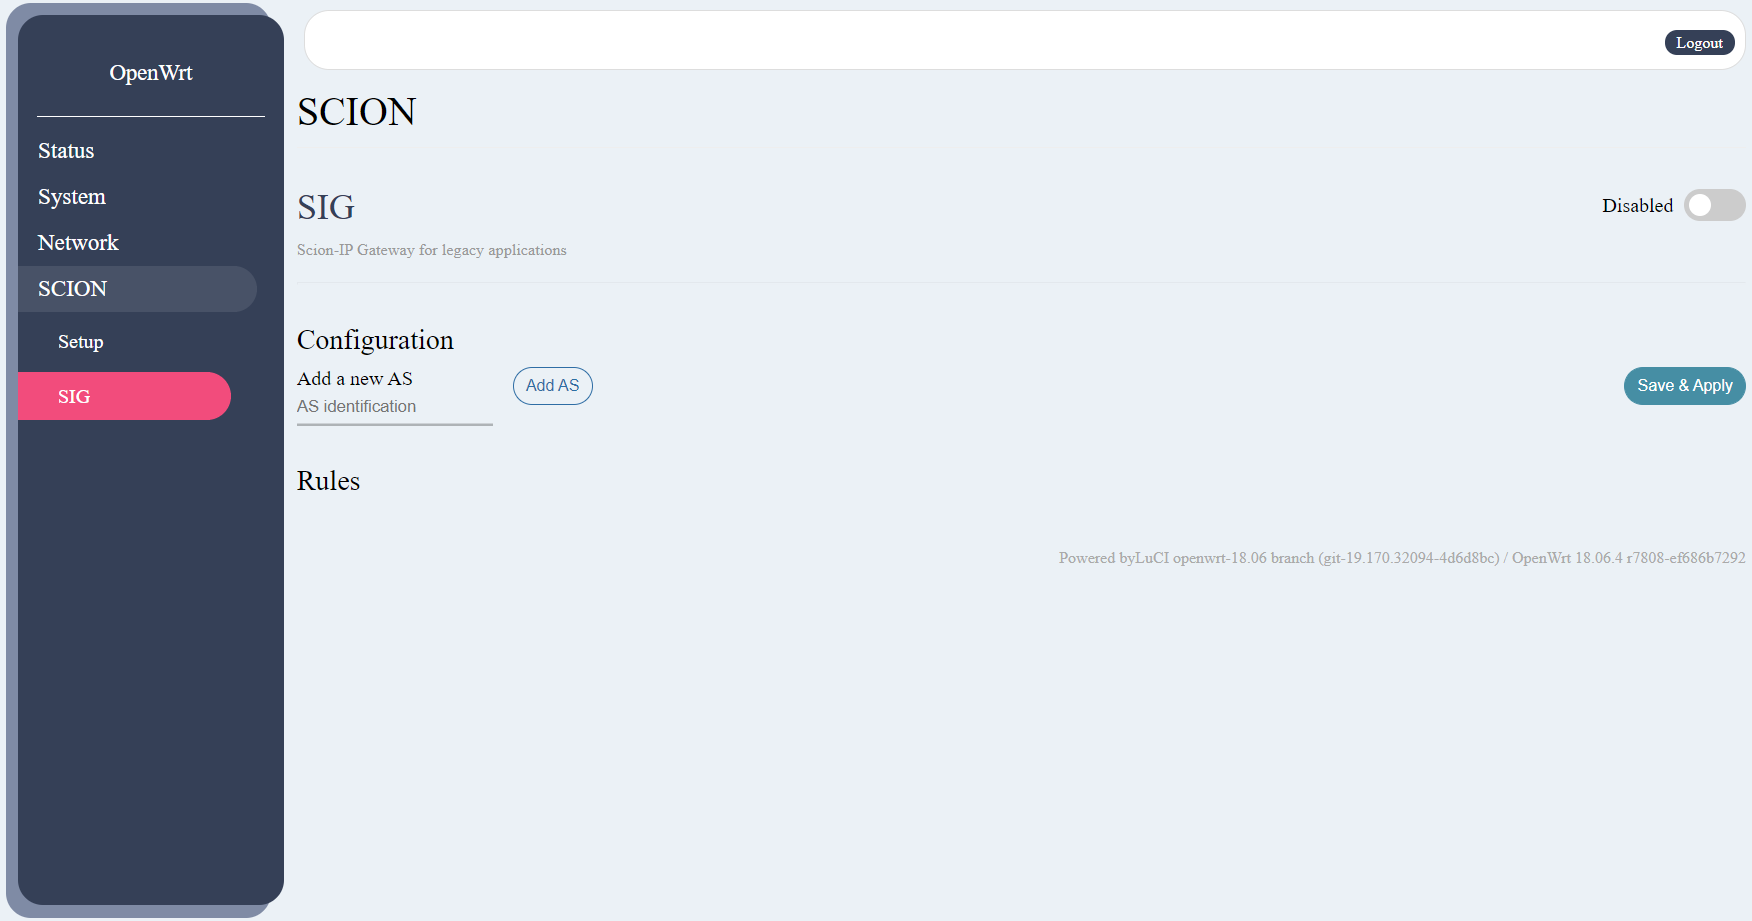 OpenWrt
Status
System
Network
SCION
Setup
SIG
Logout
SCION
SIG
Disabled
Scion-IP Gateway for legacy applications
Configuration
Add a new AS
AS identification
Add AS
Save & Apply
Rules
Powered byLuCI openwrt-18.06 branch (git-19.170.32094-4d6d8bc) / OpenWrt 18.06.4 r7808-ef686b7292